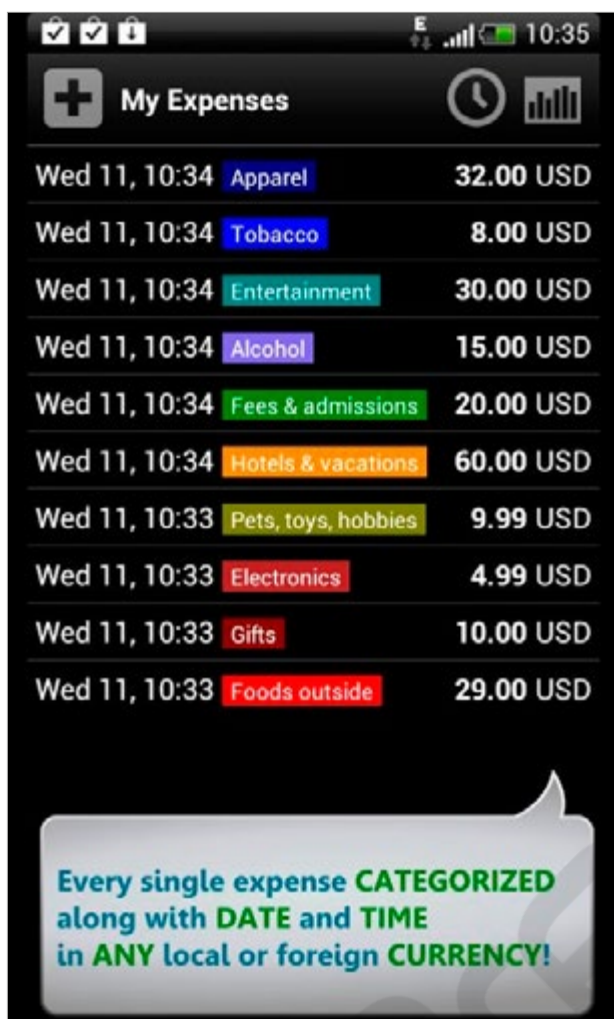 E 10:35
My Expenses
Wed 11, 10:34 Apparel 32.00 USD
Wed 11, 10:34 Tobacco 8.00 USD
Wed 11, 10:34 Entertainment 30.00 USD
Wed 11, 10:34 Alcohol 15.00 USD
Wed 11, 10:34 Fees & admissions 20.00 USD
Wed 11, 10:34 Hotels & vacations 60.00 USD
Wed 11, 10:33 Pets, toys, hobbies 9.99 USD
Wed 11, 10:33 Electronics 4.99 USD
Wed 11, 10:33 Gifts 10.00 USD
Wed 11, 10:33 Foods outside 29.00 USD
Every single expense CATEGORIZED
along with DATE and TIME
in ANY local or foreign CURRENCY!